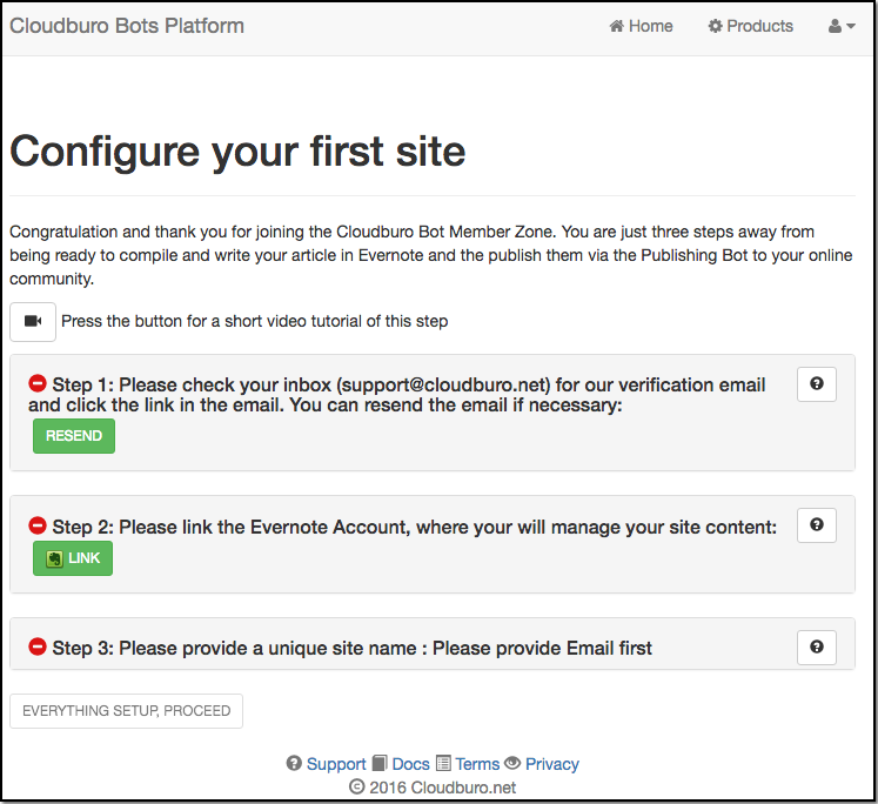 Cloudburo Bots Platform
Home
Products
Configure your first site
Congratulation and thank you for joining the Cloudburo Bot Member Zone. You are just three steps away from
being ready to compile and write your article in Evernote and the publish them via the Publishing Bot to your online
community.
Press the button for a short video tutorial of this step
Step 1: Please check your inbox (support@cloudburo.net) for our verification email
and click the link in the email. You can resend the email if necessary:
RESEND
Step 2: Please link the Evernote Account, where your will manage your site content:
LINK
Step 3: Please provide a unique site name : Please provide Email first
EVERYTHING SETUP, PROCEED
Support Docs Terms Privacy
© 2016 Cloudburo.net